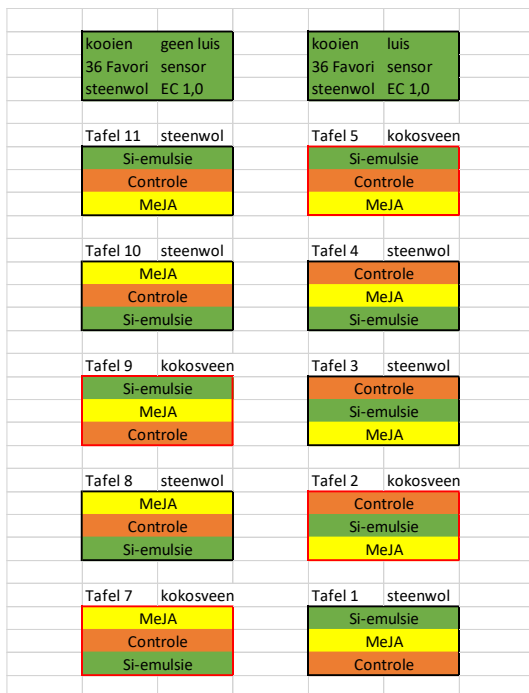 kooien geen luis
36 Favori sensor
steenwol EC 1,0
kooien luis
36 Favori sensor
steenwol EC 1,0
Tafel 11 steenwol
Si-emulsie
Controle
MeJA
Tafel 5 kokosveen
Si-emulsie
Controle
MeJA
Tafel 10 steenwol
MeJA
Controle
Si-emulsie
Tafel 4 steenwol
Controle
MeJA
Si-emulsie
Tafel 9 kokosveen
Si-emulsie
MeJA
Controle
Tafel 3 steenwol
Controle
Si-emulsie
MeJA
Tafel 8 steenwol
MeJA
Controle
Si-emulsie
Tafel 2 kokosveen
Controle
Si-emulsie
MeJA
Tafel 7 kokosveen
MeJA
Controle
Si-emulsie
Tafel 1 steenwol
Si-emulsie
MeJA
Controle